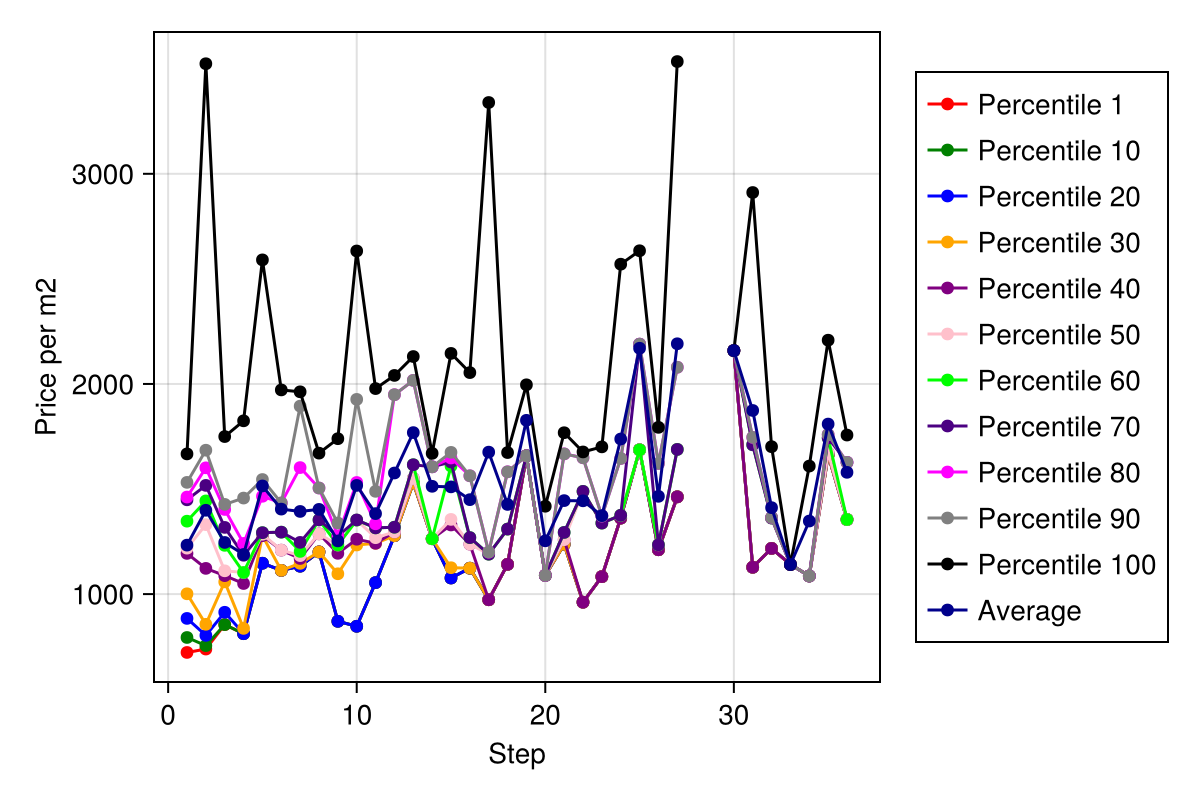 3000
2000
1000
Price per m2
0
10
20
30
Step
Percentile 1
Percentile 10
Percentile 20
Percentile 30
Percentile 40
Percentile 50
Percentile 60
Percentile 70
Percentile 80
Percentile 90
Percentile 100
Average